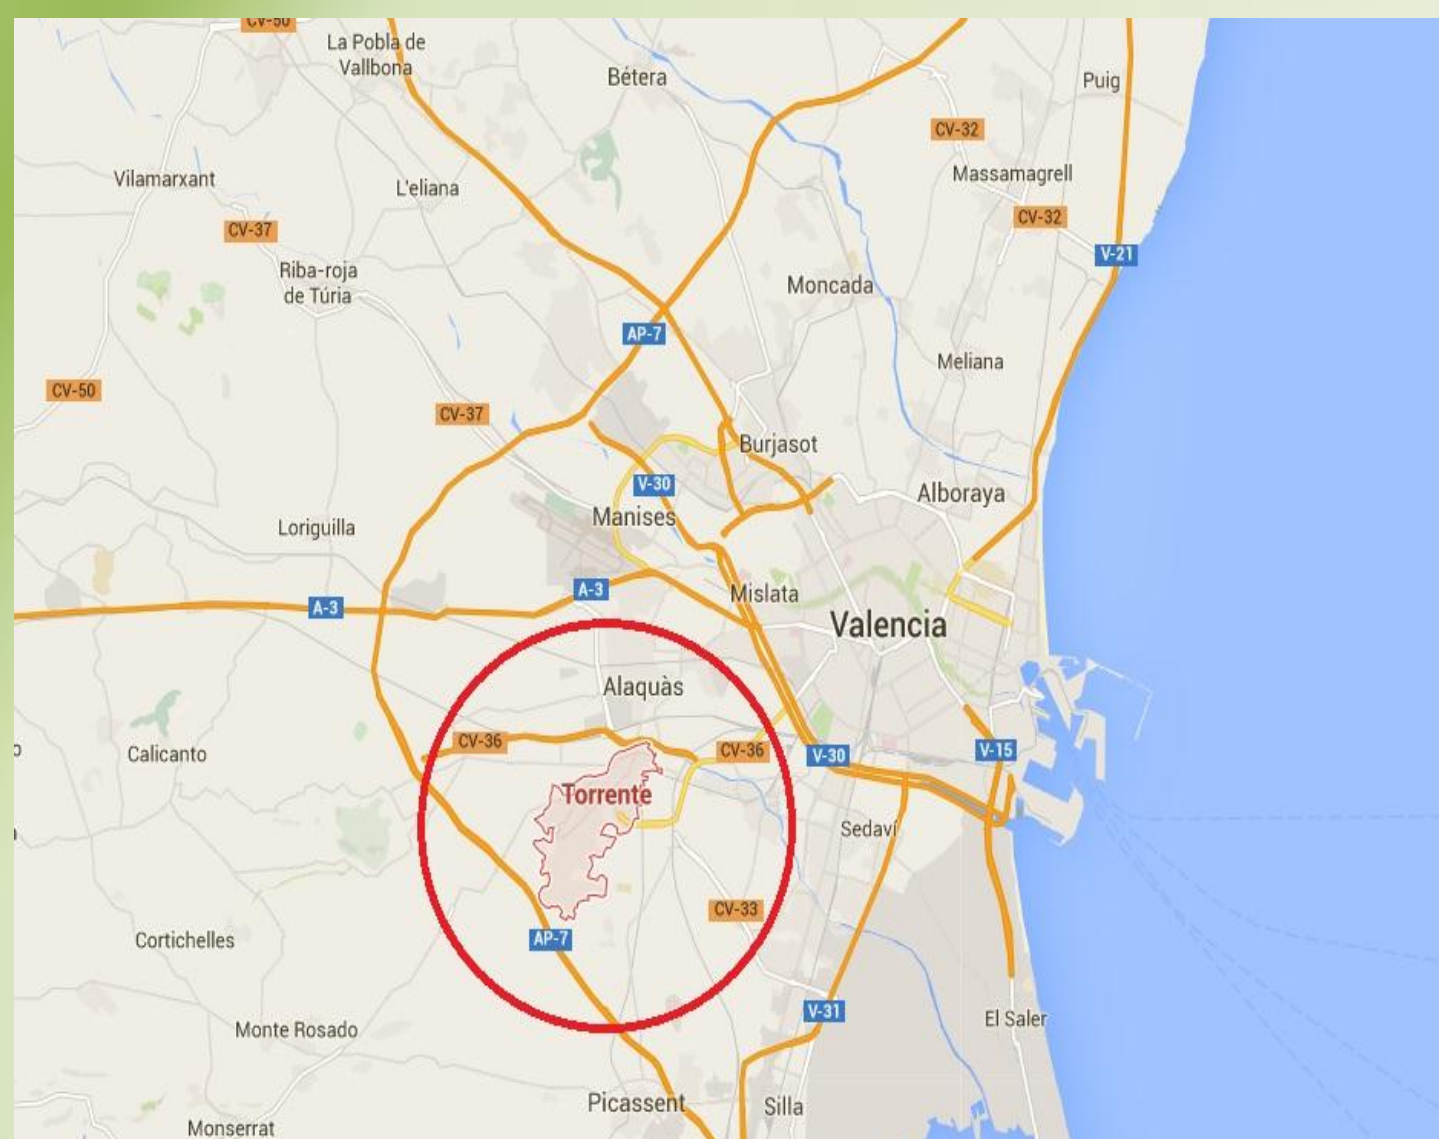 CV-50
La Pobla de
Vallbona
Bétera
Puig
CV-32
Vilamarxant
L'eliana
Massamagrell
CV-32
CV-37
V-21
Riba-roja
de Túria
Moncada
AP-7
Meliana
CV-50
CV-37
Burjasot
V-30
Alboraya
Manises
Loriguilla
A-3
Mislata
A-3
Valencia
Alaquàs
CV-36
CV-36
V-30
V-15
Calicanto
Torrente
Sedaví
CV-33
Cortichelles
AP-7
V-31
El Saler
Monte Rosado
Picassent
Silla
Monserrat